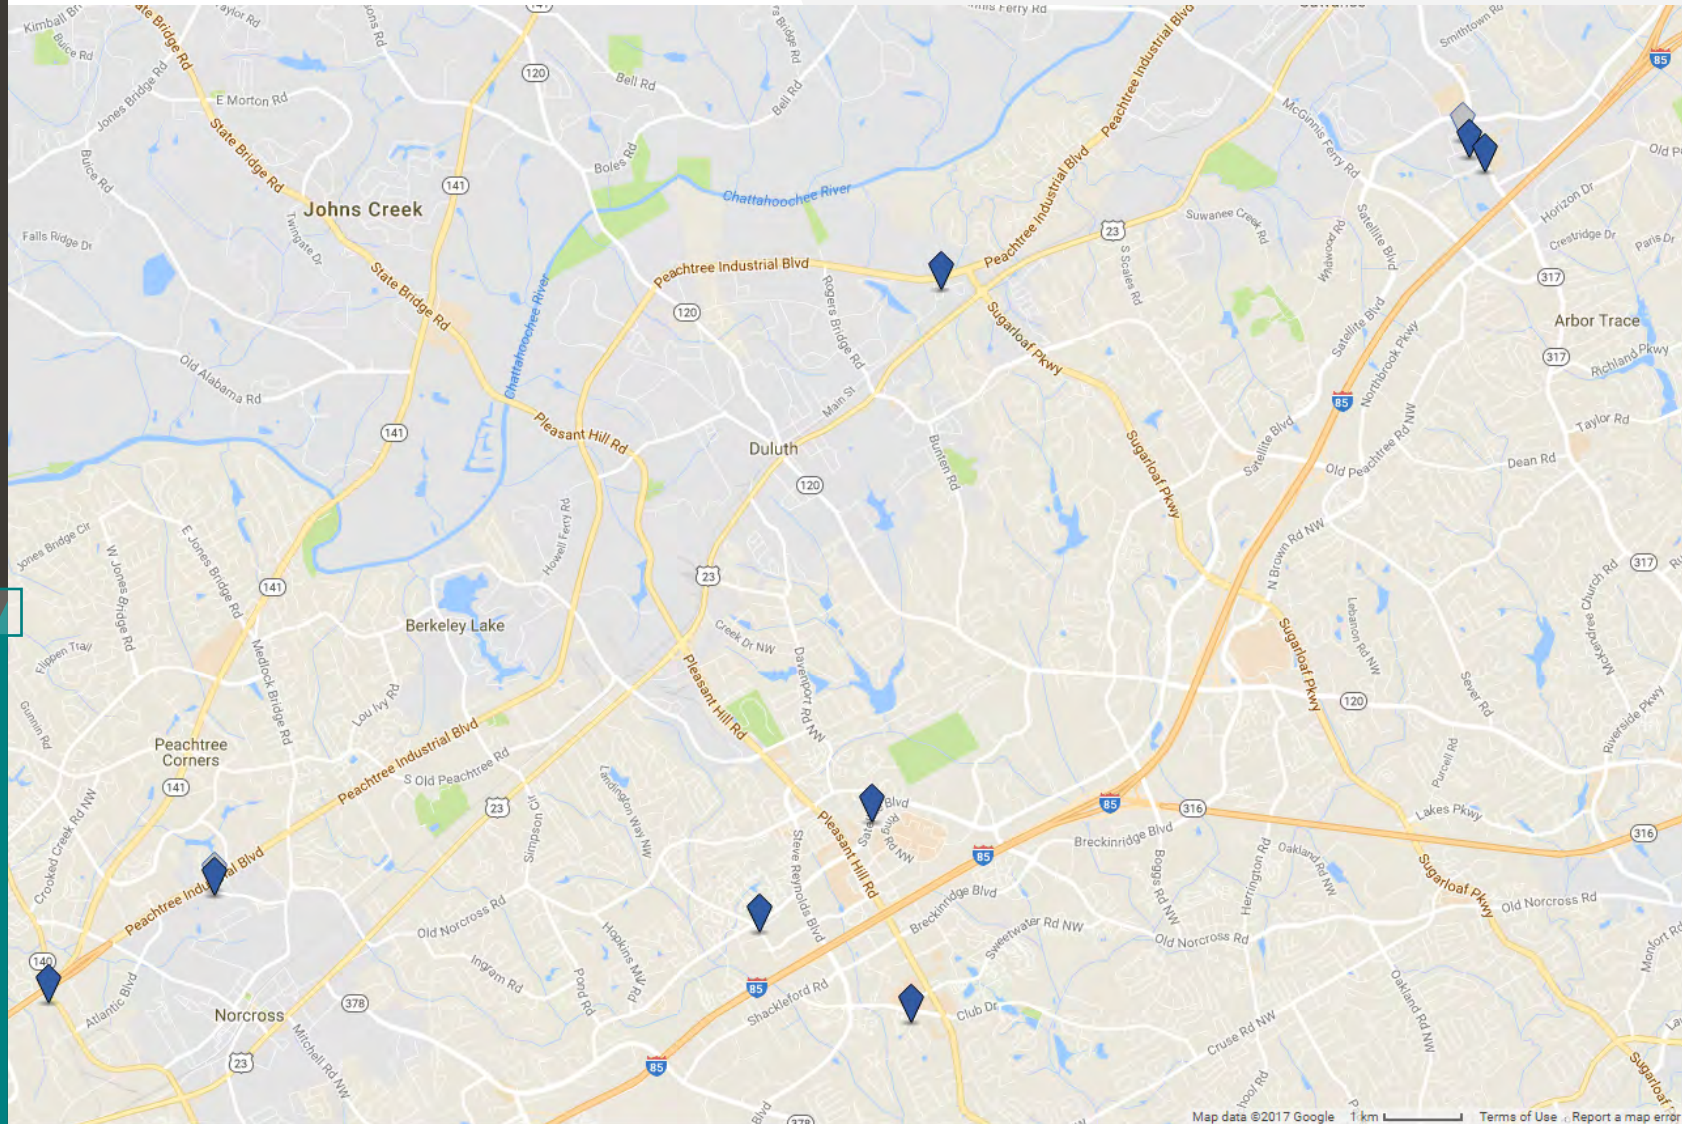 Kimball Br
Buice Rd
State Bridge Rd
141
Smithtown Rd
85
Jones Bridge Rd
E Morton Rd
120
Bell Rd
Bell Rd
Peachtree Industrial Blvd
McGinnis Ferry Rd
Buice Rd
State Bridge Rd
141
Boles Rd
Chattahoochee River
Peachtree Industrial Blvd
Johns Creek
Twingate Dr
Falls Ridge Dr
23
Suwanee Creek Rd
Satellite Blvd
Horizon Dr
Crestridge Dr
Paris Dr
Wildwood Rd
S Scales Rd
State Bridge Rd
Peachtree Industrial Blvd
Rogers Bridge Rd
317
Chattahoochee River
120
Sugarloaf Pkwy
Satellite Blvd
Northbrook Pkwy
Arbor Trace
317
Richland Pkwy
Old Alabama Rd
Main St
85
141
Pleasant Hill Rd
Duluth
Bunten Rd
Sugarloaf Pkwy
Satellite Blvd
Old Peachtree Rd NW
Taylor Rd
Dean Rd
120
Jones Bridge Cir
W Jones Bridge Rd
E Jones Bridge Rd
Howell Ferry Rd
N Brown Rd NW
317
141
23
Berkeley Lake
Creek Dr NW
Lebanon Rd NW
McKendree Church Rd
Flippen Trail
Medlock Bridge Rd
Davenport Rd NW
Pleasant Hill Rd
Sugarloaf Pkwy
Sever Rd
Riverside Pkwy
Gunnin Rd
Lou Ivy Rd
120
Peachtree
Corners
Peachtree Industrial Blvd
S Old Peachtree Rd
Purcell Rd
141
Landington Way NW
23
Simpson Cir
Blvd
85
316
Lakes Pkwy
316
Crooked Creek Rd NW
Pleasant Hill Rd
Steve Reynolds Blvd
85
Breckinridge Blvd
Boggs Rd NW
Herrington Rd
Oakland Rd NW
Sugarloaf Pkwy
Peachtree Industrial Blvd
Breckinridge Blvd
Old Norcross Rd
Old Norcross Rd
Hopkins Mill Rd
Sweetwater Rd NW
Old Norcross Rd
140
Ingram Rd
Pond Rd
85
Shackleford Rd
Club Dr
Oakland Rd NW
Atlantic Blvd
378
Norcross
Mitchell Rd NW
23
85
Cruse Rd NW
Sugarloaf
Blvd
378
Map data ©2017 Google 1 km Terms of Use Report a map error